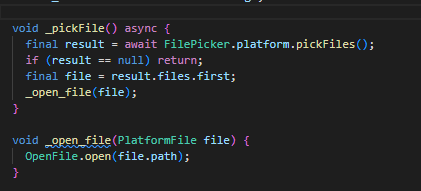 void _pickFile() async {
  final result = await FilePicker.platform.pickFiles();
  if (result == null) return;
  final file = result.files.first;
  _open_file(file);
}

void _open_file(PlatformFile file) {
  OpenFile.open(file.path);
}